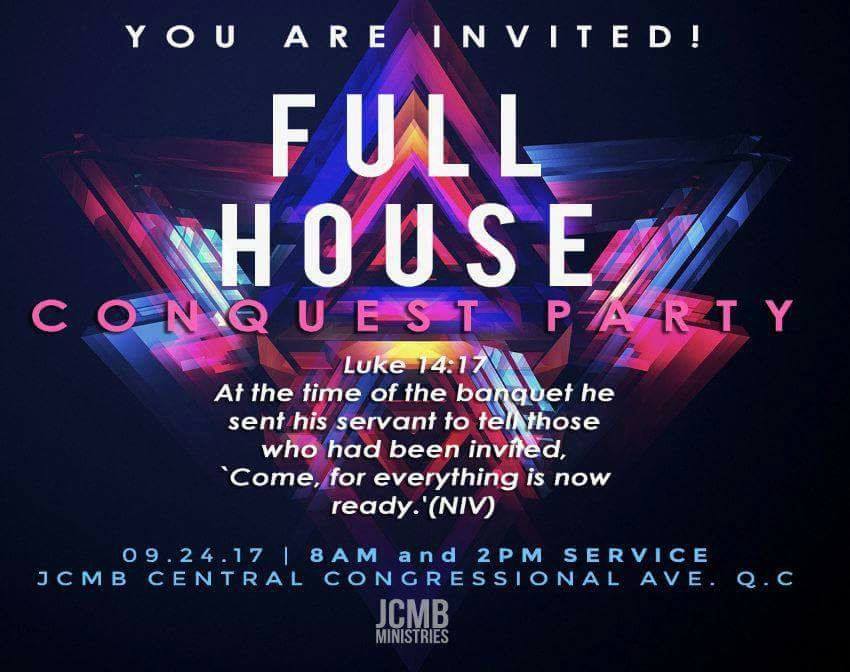 YOU ARE INVITED!
FULL
HOUSE
CONQUEST PARTY
Luke 14:17
At the time of the banquet he
sent his servant to tell those
who had been invited,
`Come, for everything is now
ready.'(NIV)
09.24.17 | 8AM and 2PM SERVICE
JCMB CENTRAL CONGRESSIONAL AVE. Q.C
JCMB
MINISTRIES